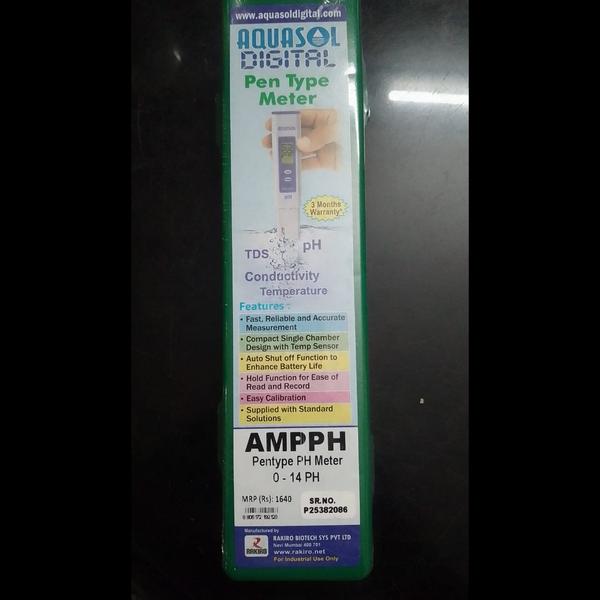 www.aquasoldigital.com
AQUASOL
DIGITAL
Pen Type
Meter
3 Months
Warranty*
pH
TDS
Conductivity
Temperature
Features :
• Fast, Reliable and Accurate
Measurement
• Compact Single Chamber
Design with Temp Sensor
• Auto Shut off Function to
Enhance Battery Life
• Hold Function for Ease of
Read and Record
• Easy Calibration
• Supplied with Standard
Solutions
AMPPH
Pentype PH Meter
0 - 14 PH
MRP (Rs): 1640
SR.NO.
P25382086
Manufactured by
RAKIRO BIOTECH SYS PVT LTD
Navi Mumbai 400 701
www.rakiro.net
For Industrial Use Only
RAKIRO